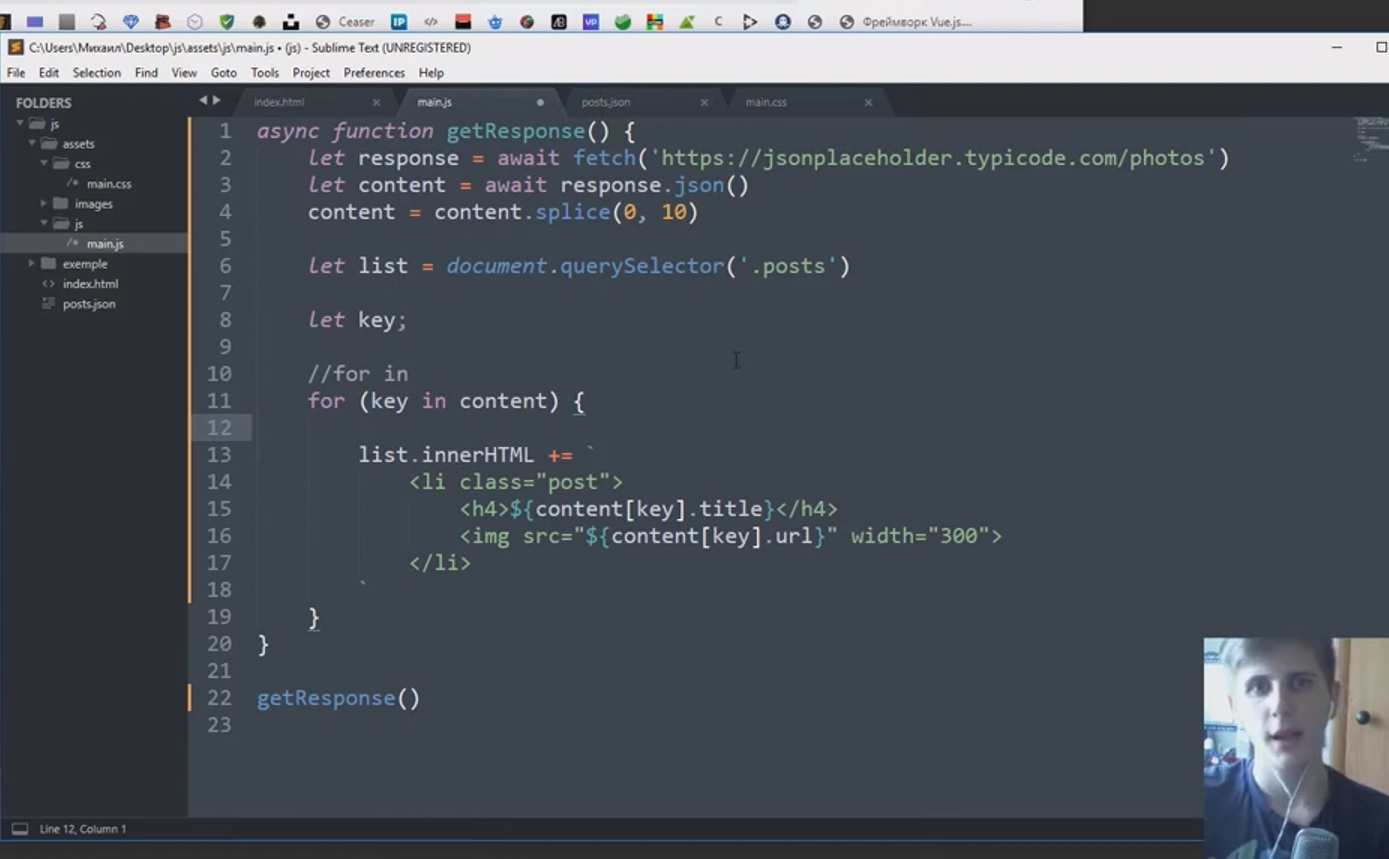 Ceaser IP </> AB VP C Фреймворк Vue.js....
C:\Users\Михаил\Desktop\js\assets\js\main.js • (js) - Sublime Text (UNREGISTERED)
File Edit Selection Find View Goto Tools Project Preferences Help
FOLDERS
js
assets
css
/* main.css
images
js
/* main.js
exemple
<> index.html
posts.json
index.html × main.js posts.json × main.css ×
1 async function getResponse() {
2 let response = await fetch('https://jsonplaceholder.typicode.com/photos')
3 let content = await response.json()
4 content = content.splice(0, 10)
5
6 let list = document.querySelector('.posts')
7
8 let key;
9
10 //for in
11 for (key in content) {
12
13 list.innerHTML += `
14 <li class="post">
15 <h4>${content[key].title}</h4>
16 <img src="${content[key].url}" width="300">
17 </li>
18 `
19 }
20 }
21
22 getResponse()
23
Line 12, Column 1